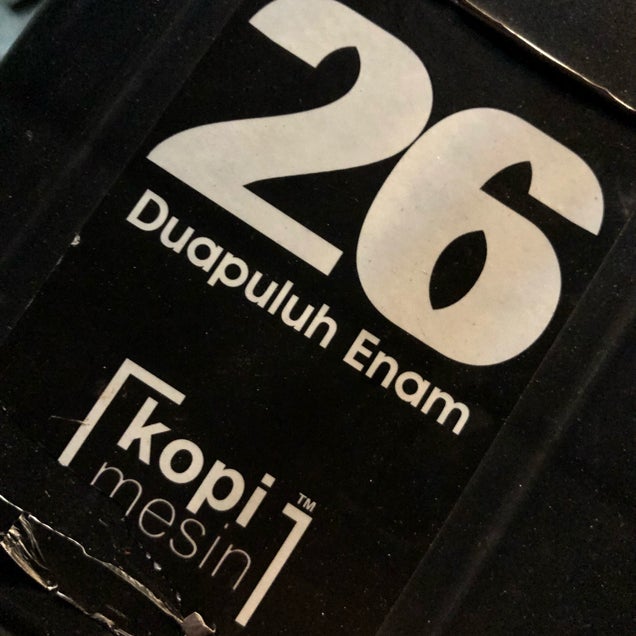 26
Duapuluh Enam
kopi
mesin
™